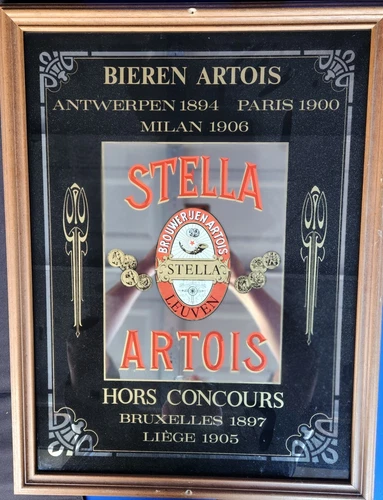 BIEREN ARTOIS
ANTWERPEN 1894 PARIS 1900
MILAN 1906
STELLA
BROUWERIJEN ARTOIS
STELLA
LEUVEN
ARTOIS
HORS CONCOURS
BRUXELLES 1897
LIÈGE 1905